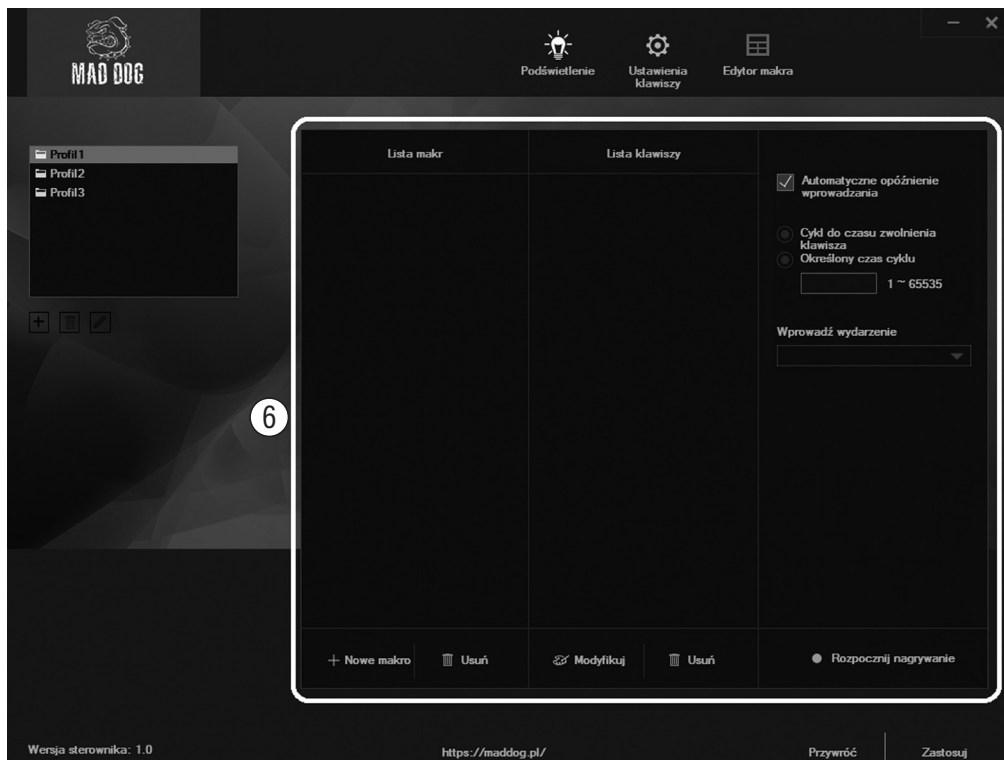 MAD DOG
Podświetlenie
Ustawienia
klawiszy
Edytor makra
Profil1
Profil2
Profil3
Lista makr
Lista klawiszy
Automatyczne opóźnienie
wprowadzania
Cykl do czasu zwolnienia
klawisza
Określony czas cyklu
1 ~ 65535
Wprowadź wydarzenie
6
Nowe makro
Usuń
Modyfikuj
Usuń
Rozpocznij nagrywanie
Wersja sterownika: 1.0
https://maddog.pl/
Przywróć
Zastosuj